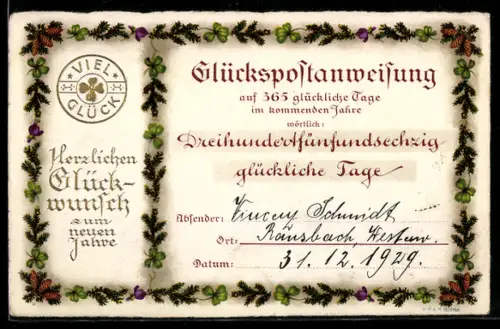 VIEL
GLÜCK
Herzlichen
Glück-
wunsch
zum
neuen
Jahre
Glückspostanweisung
auf 365 glückliche Tage
im kommenden Jahre
wörtlich:
Dreihundertfünfundsechzig
glückliche Tage
Absender: Schmidt
Ort: Ransbach, Westerw.
Datum: 31. 12. 1929.